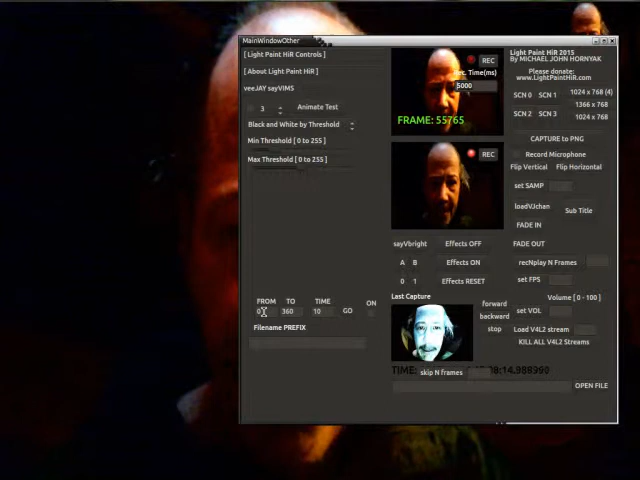 MainWindowOther
[ Light Paint HiR Controls ]
[ About Light Paint HiR ]
veeJAY sayVIMS
3
Animate Test
Black and White by Threshold
Min Threshold [ 0 to 255 ]
Max Threshold [ 0 to 255 ]
FROM TO TIME ON
0 360 10 GO
Filename PREFIX
REC
Rec. Time(ms)
5000
FRAME: 55765
REC
sayVbright Effects OFF
A B Effects ON
0 1 Effects RESET
Last Capture
forward
backward
stop
TIME:
skip N frames
:14.988990
OPEN FILE
Light Paint HiR 2015
By MICHAEL JOHN HORNYAK
Please donate:
www.LightPaintHiR.com
SCN 0 SCN 1 1024 x 768 (4)
1366 x 768
SCN 2 SCN 3 1024 x 768
CAPTURE to PNG
Record Microphone
Flip Vertical Flip Horizontal
set SAMP
loadVJchan Sub Title
FADE IN
FADE OUT
recNplay N Frames
set FPS
Volume [ 0 - 100 ]
set VOL
Load V4L2 stream
KILL ALL V4L2 Streams